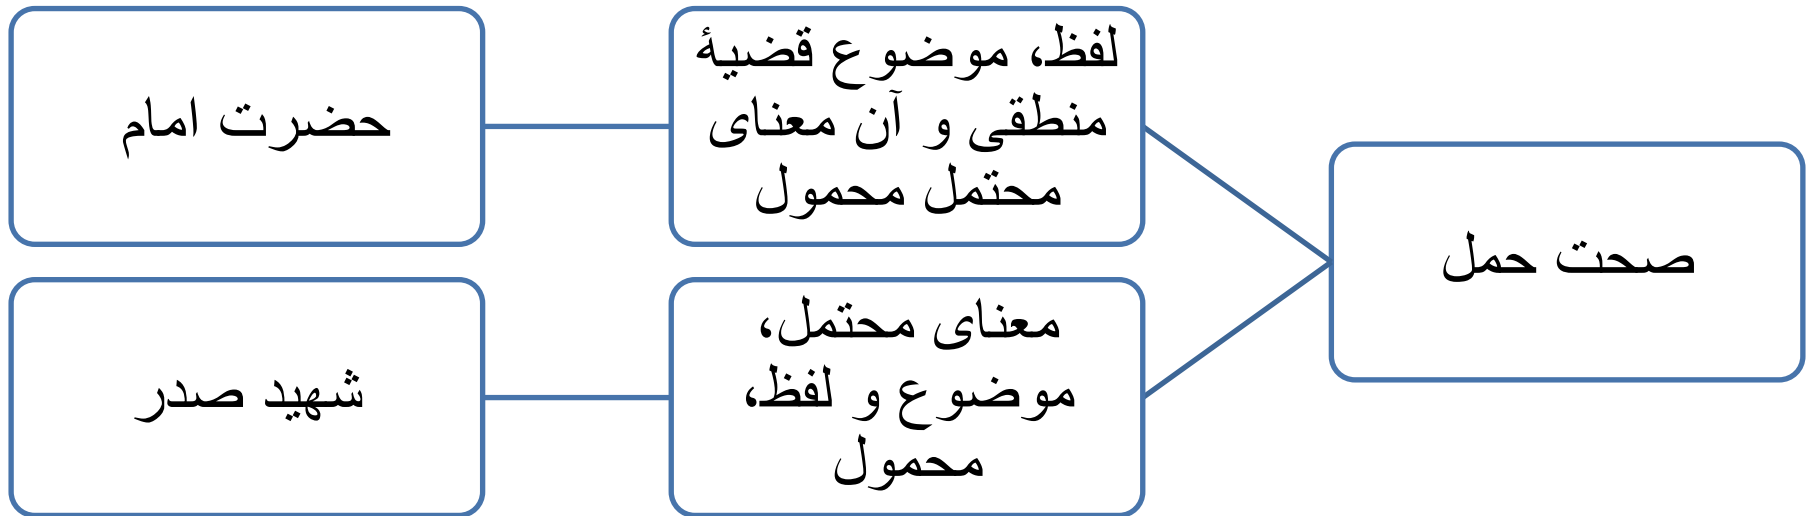 صحت حمل
لفظ، موضوع قضیهٔ
منطقی و آن معنای
محتمل محمول
حضرت امام
معنای محتمل،
موضوع و لفظ،
محمول
شهید صدر